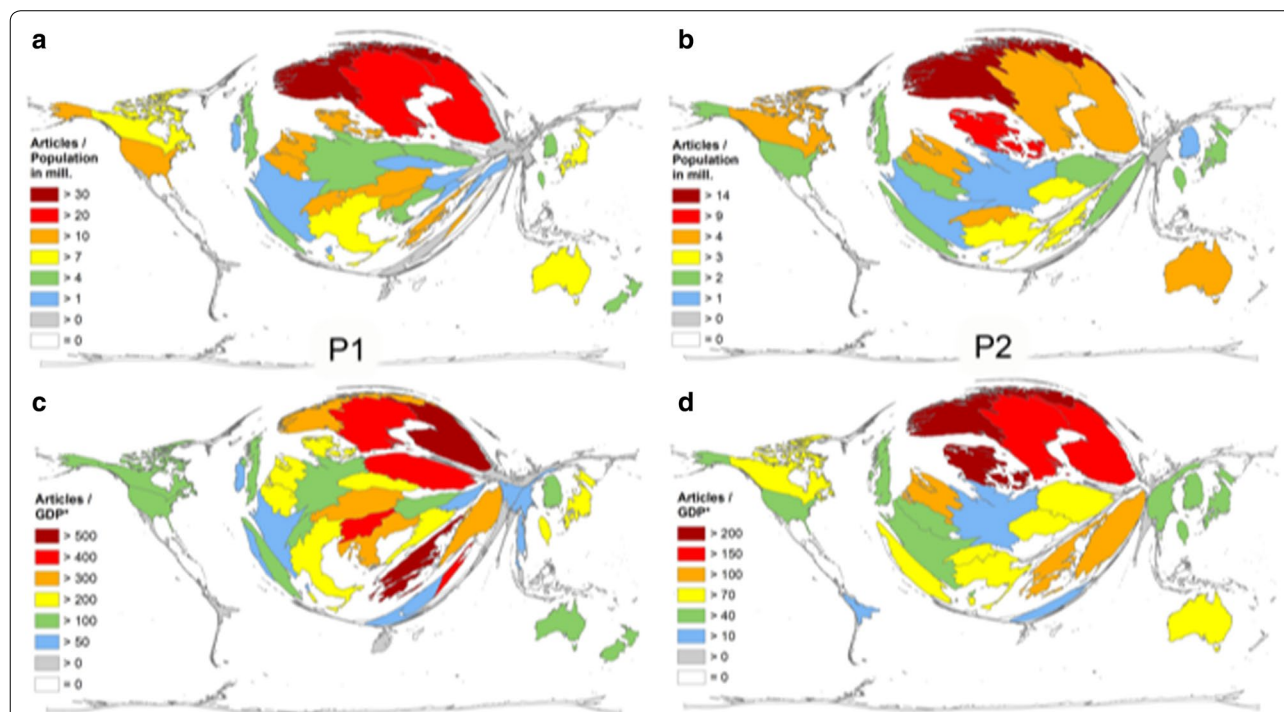 a
Articles /
Population
in mill.
> 30
> 20
> 10
> 7
> 4
> 1
> 0
= 0
P1
b
Articles /
Population
in mill.
> 14
> 9
> 4
> 3
> 2
> 1
> 0
= 0
P2
c
Articles /
GDP*
> 500
> 400
> 300
> 200
> 100
> 50
> 0
= 0
d
Articles /
GDP*
> 200
> 150
> 100
> 70
> 40
> 10
> 0
= 0